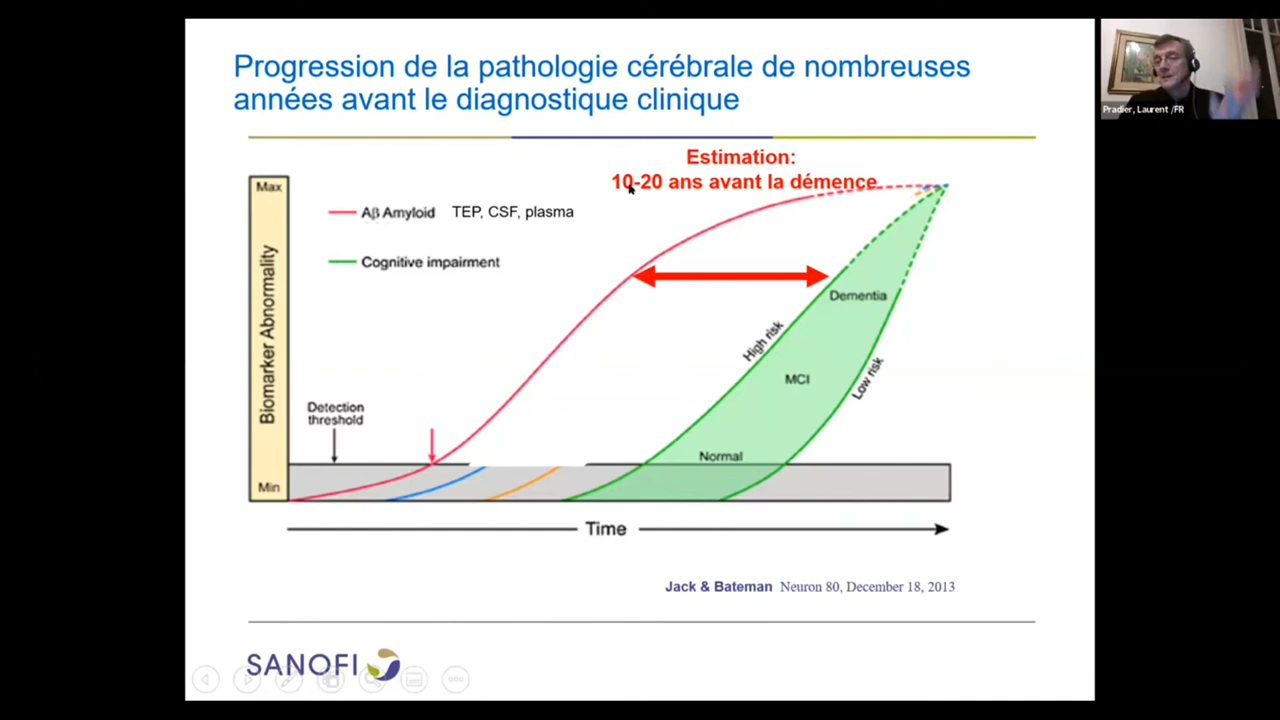 Progression de la pathologie cérébrale de nombreuses
années avant le diagnostique clinique
Pradier, Laurent /FR
Estimation:
10-20 ans avant la démence
Max
Aβ Amyloid TEP, CSF, plasma
Cognitive impairment
Biomarker Abnormality
Dementia
High risk
MCI
Low risk
Detection
threshold
Normal
Min
Time
Jack & Bateman Neuron 80, December 18, 2013
SANOFI